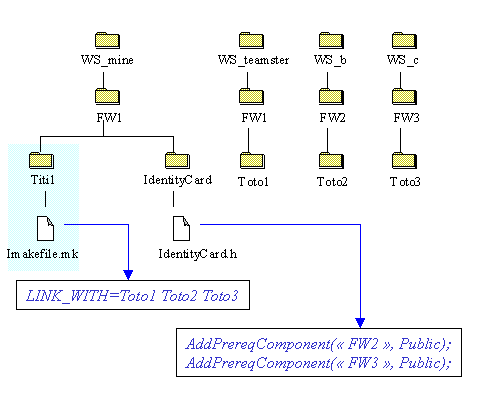 WS_mine WS_teamster WS_b WS_c
FW1 FW1 FW2 FW3
Titi1 IdentityCard Toto1 Toto2 Toto3
Imakefile.mk IdentityCard.h
LINK_WITH=Toto1 Toto2 Toto3
AddPrereqComponent(« FW2 », Public);
AddPrereqComponent(« FW3 », Public);